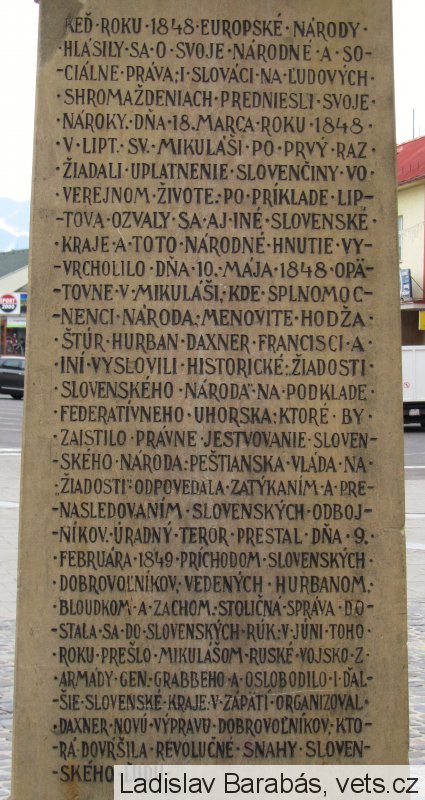 KEĎ·ROKU·1848·EUROPSKÉ·NÁRODY·
HLÁSILY·SA·O·SVOJE·NÁRODNÉ·A·SO-
CIÁLNE·PRÁVA;·I·SLOVÁCI·NA·ĽUDOVÝCH·
SHROMAŽDENIACH·PREDNIESLI·SVOJE·
NÁROKY.·DŇA·18.·MARCA·ROKU·1848·
V·LIPT.·SV.·MIKULÁŠI·PO·PRVÝ·RAZ·
ŽIADALI·UPLATNENIE·SLOVENČINY·VO·
VEREJNOM·ŽIVOTE.·PO·PRÍKLADE·LIP-
TOVA·OZVALY·SA·AJ·INÉ·SLOVENSKÉ·
KRAJE·A·TOTO·NÁRODNÉ·HNUTIE·VY-
VRCHOLILO·DŇA·10.·MÁJA·1848·OPÄ-
TOVNE·V·MIKULÁŠI,·KDE·SPLNOMOC-
NENCI·NÁRODA,·MENOVITE·HODŽA·
ŠTÚR·HURBAN·DAXNER·FRANCISCI·A·
INÍ·VYSLOVILI·HISTORICKÉ·„ŽIADOSTI·
SLOVENSKÉHO·NÁRODA"·NA·PODKLADE·
FEDERATÍVNEHO·UHORSKA;·KTORÉ·BY·
ZAISTILO·PRÁVNE·JESTVOVANIE·SLOVEN-
SKÉHO·NÁRODA.·PEŠTIANSKA·VLÁDA·NA·
„ŽIADOSTI"·ODPOVEDALA·ZATÝKANÍM·A·PRE-
NASLEDOVANÍM·SLOVENSKÝCH·ODBOJ-
NÍKOV.·ÚRADNÝ·TEROR·PRESTAL·DŇA·9.·
FEBRUÁRA·1849·PRÍCHODOM·SLOVENSKÝCH·
DOBROVOĽNÍKOV,·VEDENÝCH·HURBANOM,
BLOUDKOM·A·ZACHOM.·STOLIČNA·SPRÁVA·DO-
STALA·SA·DO·SLOVENSKÝCH·RÚK;·V·JÚNI·TOHO·
ROKU·PREŠLO·MIKULÁŠOM·RUSKÉ·VOJSKO·Z·
ARMÁDY·GEN.·GRABBEHO·A·OSLOBODILO·I·ĎAL-
ŠIE·SLOVENSKÉ·KRAJE.·V·ZÁPÄTÍ·ORGANIZOVAL·
DAXNER·NOVÚ·VÝPRAVU·DOBROVOĽNÍKOV,·KTO-
RÁ·DOVŔŠILA·REVOLUČNÉ·SNAHY·SLOVEN-
SKÉHO·ĽUDU.
Ladislav Barabás, vets.cz